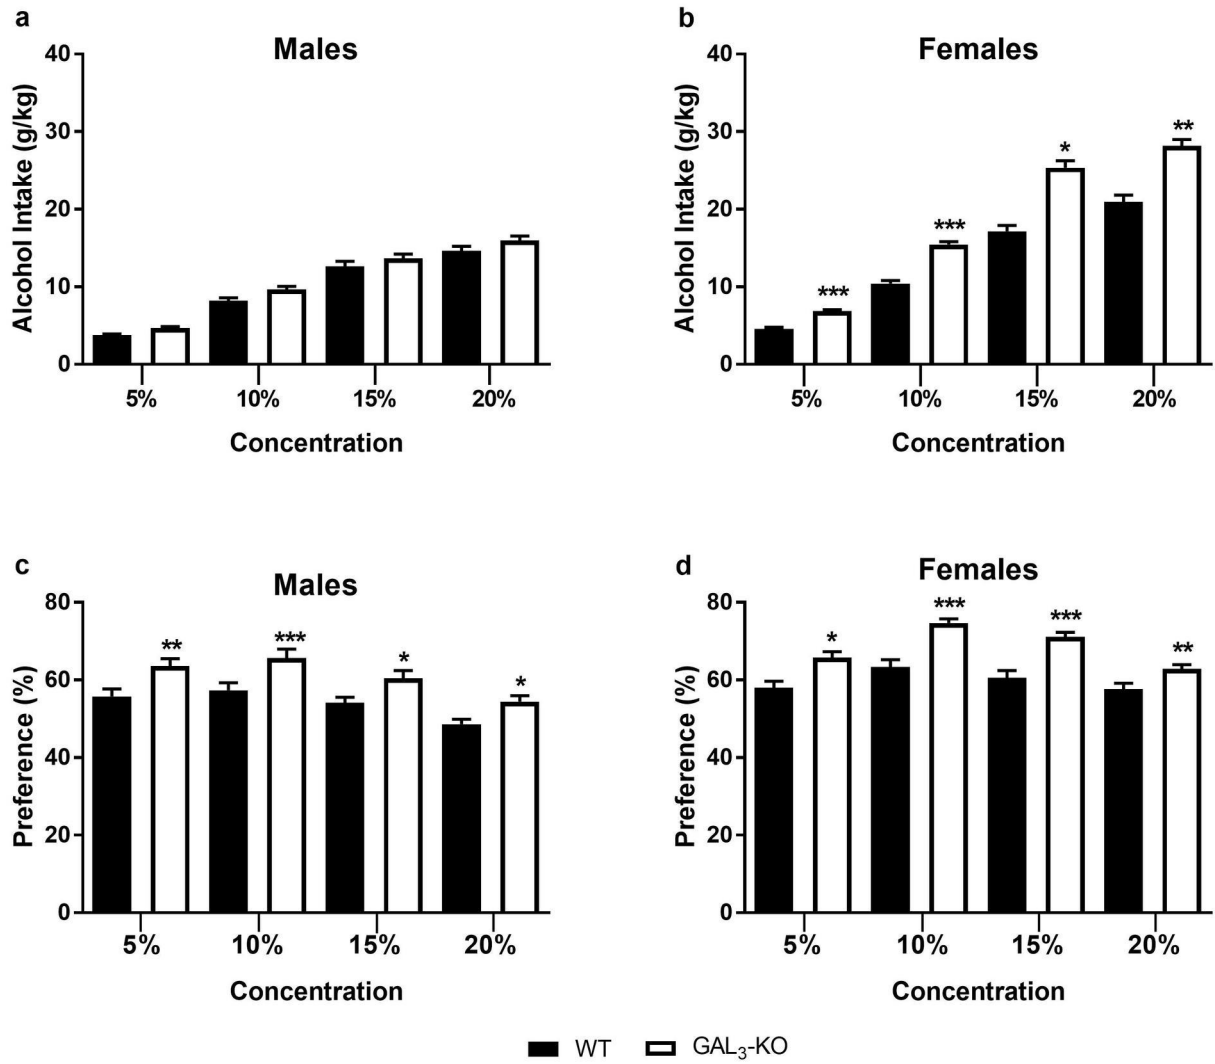 a
Males
Alcohol Intake (g/kg)
40
30
20
10
0
5% 10% 15% 20%
Concentration
b
Females
Alcohol Intake (g/kg)
40
30
20
10
0
***
***
*
**
5% 10% 15% 20%
Concentration
c
Males
Preference (%)
80
60
40
20
0
**
***
*
*
5% 10% 15% 20%
Concentration
d
Females
Preference (%)
80
60
40
20
0
*
***
***
**
5% 10% 15% 20%
Concentration
WT GAL₃-KO